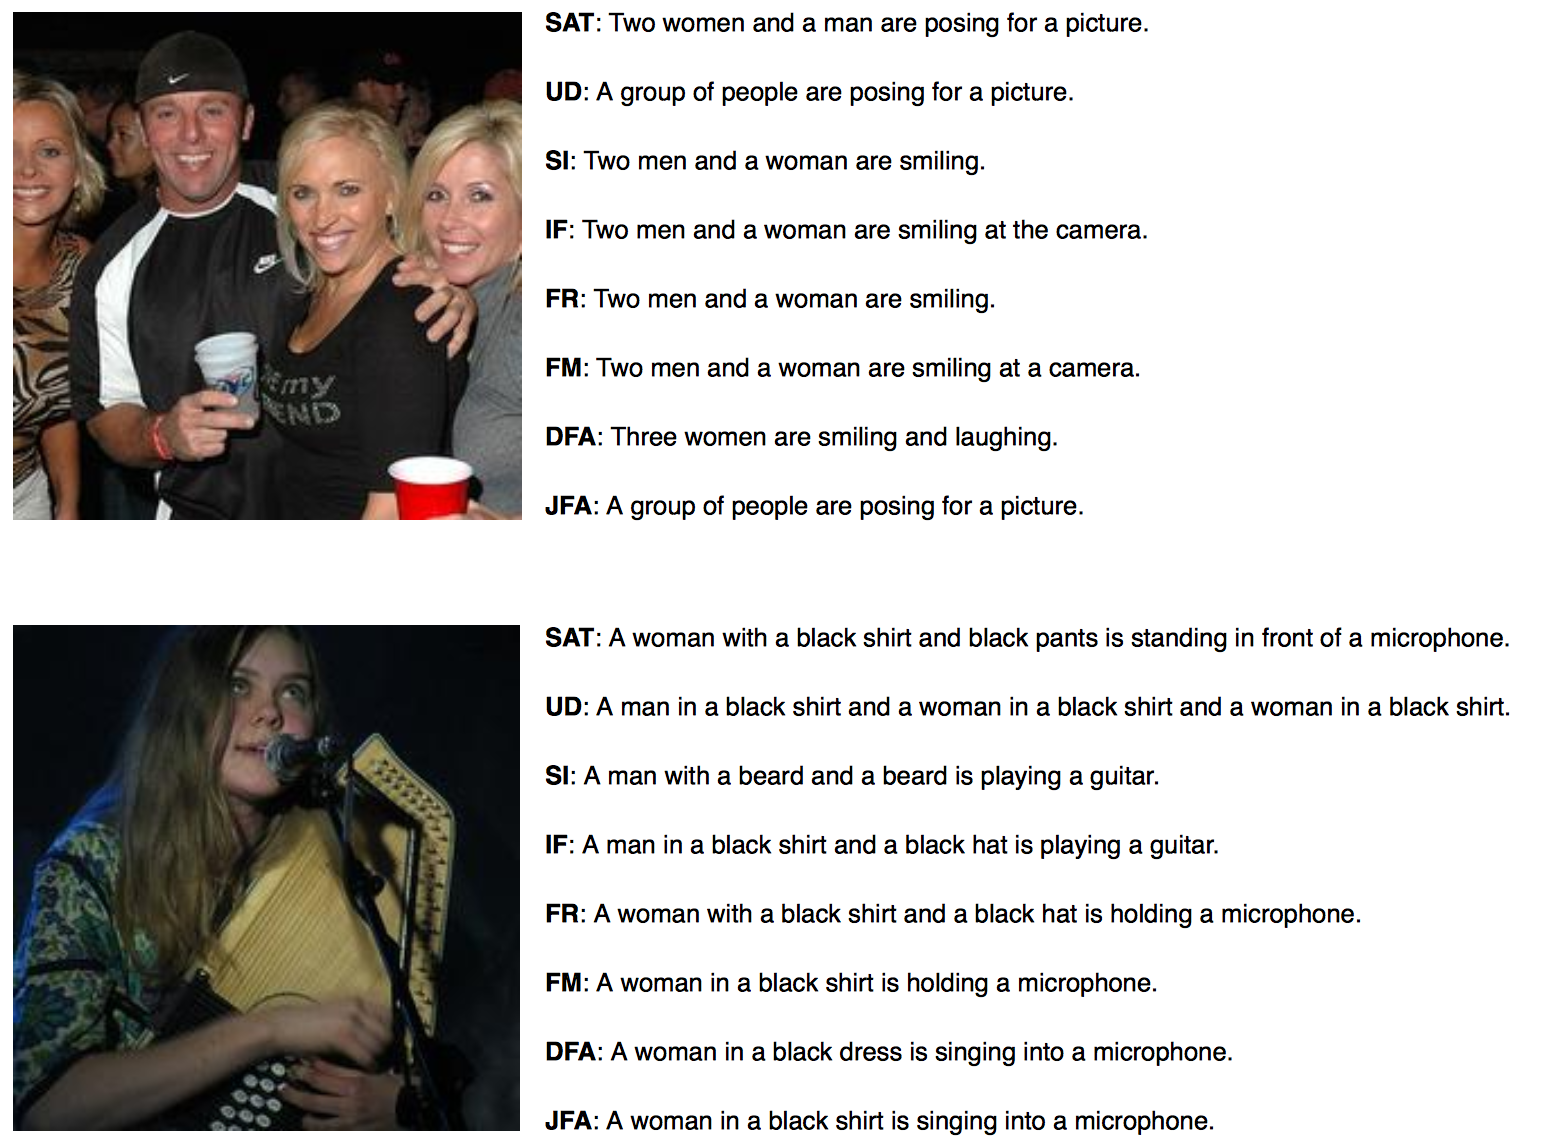 SAT: Two women and a man are posing for a picture.
UD: A group of people are posing for a picture.
SI: Two men and a woman are smiling.
IF: Two men and a woman are smiling at the camera.
FR: Two men and a woman are smiling.
FM: Two men and a woman are smiling at a camera.
my
END
DFA: Three women are smiling and laughing.
JFA: A group of people are posing for a picture.
SAT: A woman with a black shirt and black pants is standing in front of a microphone.
UD: A man in a black shirt and a woman in a black shirt and a woman in a black shirt.
SI: A man with a beard and a beard is playing a guitar.
IF: A man in a black shirt and a black hat is playing a guitar.
FR: A woman with a black shirt and a black hat is holding a microphone.
FM: A woman in a black shirt is holding a microphone.
DFA: A woman in a black dress is singing into a microphone.
JFA: A woman in a black shirt is singing into a microphone.